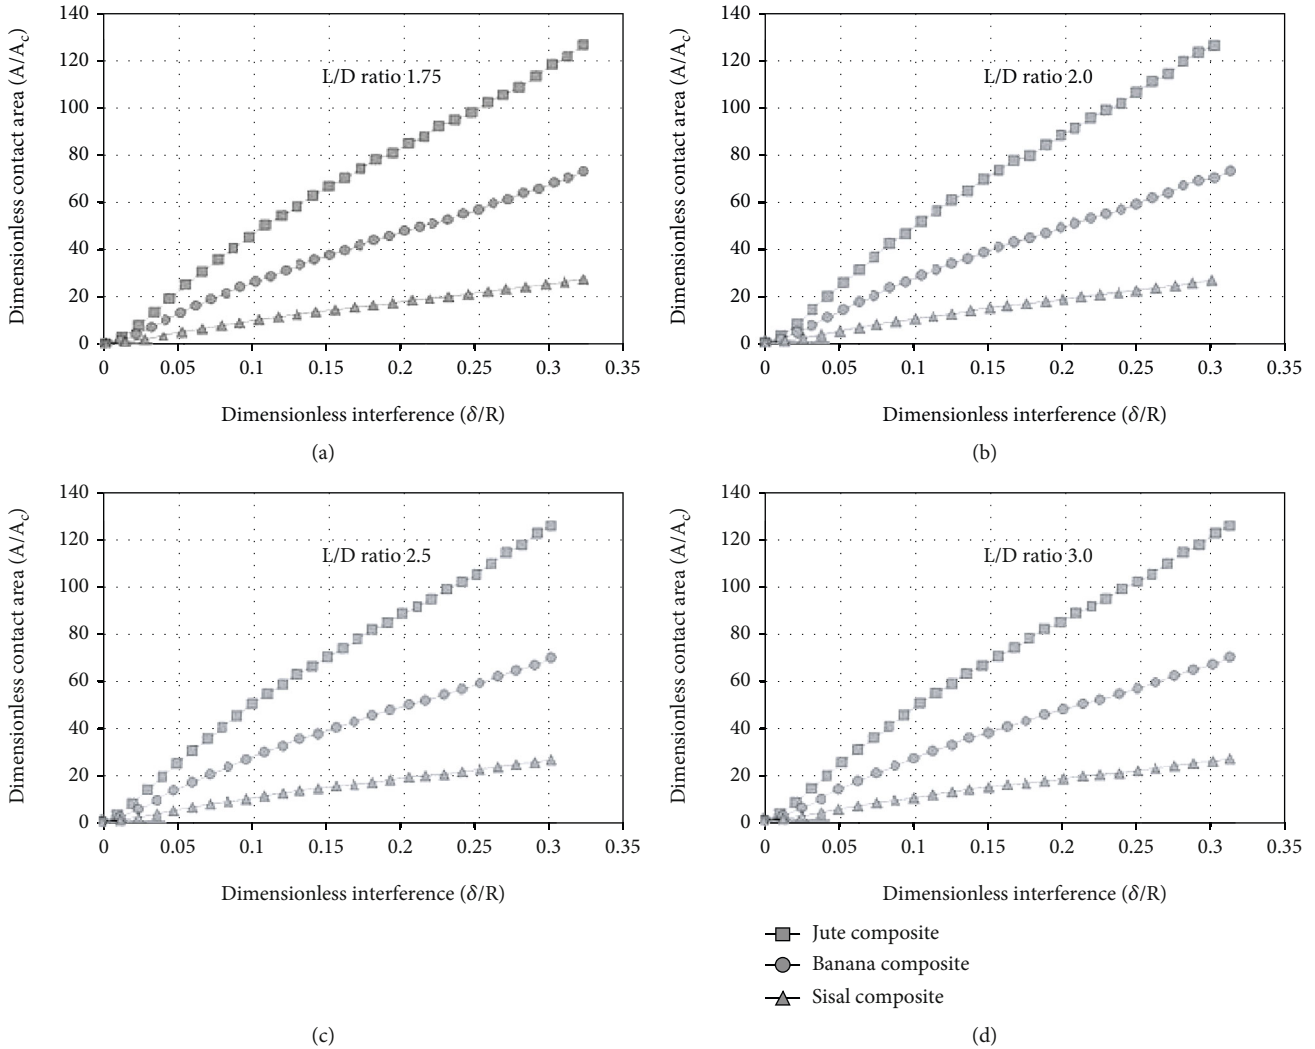 Dimensionless contact area (A/Ac)
140
120
100
80
60
40
20
0
L/D ratio 1.75
0 0.05 0.1 0.15 0.2 0.25 0.3 0.35
Dimensionless interference (δ/R)
(a)
Dimensionless contact area (A/Ac)
140
120
100
80
60
40
20
0
L/D ratio 2.0
0 0.05 0.1 0.15 0.2 0.25 0.3 0.35
Dimensionless interference (δ/R)
(b)
Dimensionless contact area (A/Ac)
140
120
100
80
60
40
20
0
L/D ratio 2.5
0 0.05 0.1 0.15 0.2 0.25 0.3 0.35
Dimensionless interference (δ/R)
(c)
Dimensionless contact area (A/Ac)
140
120
100
80
60
40
20
0
L/D ratio 3.0
0 0.05 0.1 0.15 0.2 0.25 0.3 0.35
Dimensionless interference (δ/R)
Jute composite
Banana composite
Sisal composite
(d)